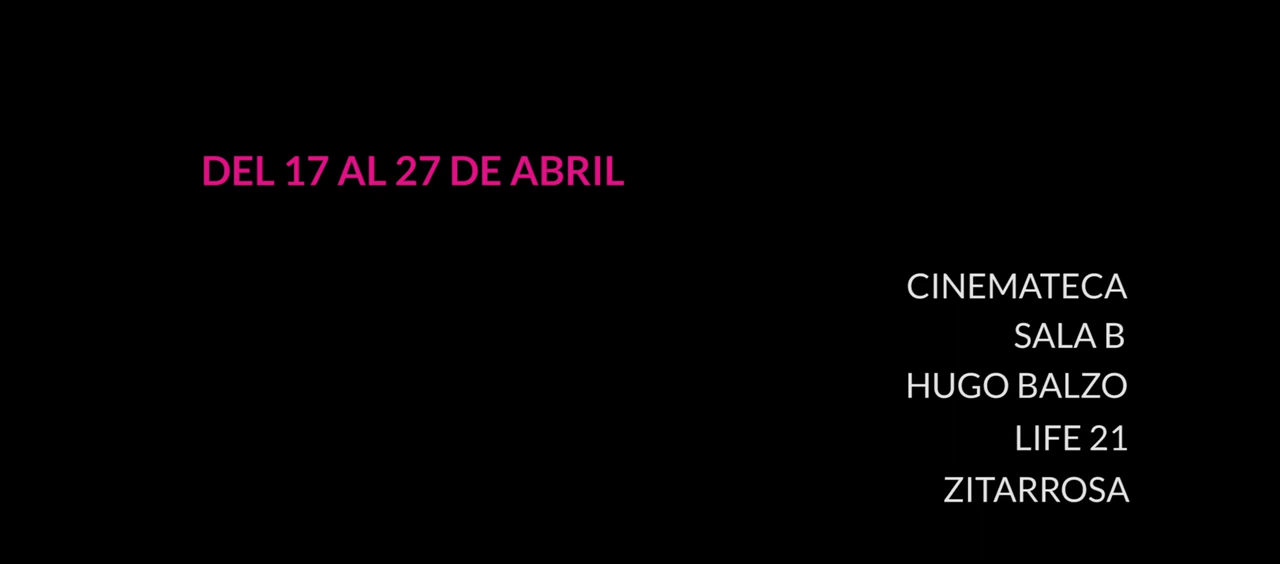 DEL 17 AL 27 DE ABRIL
CINEMATECA
SALA B
HUGO BALZO
LIFE 21
ZITARROSA